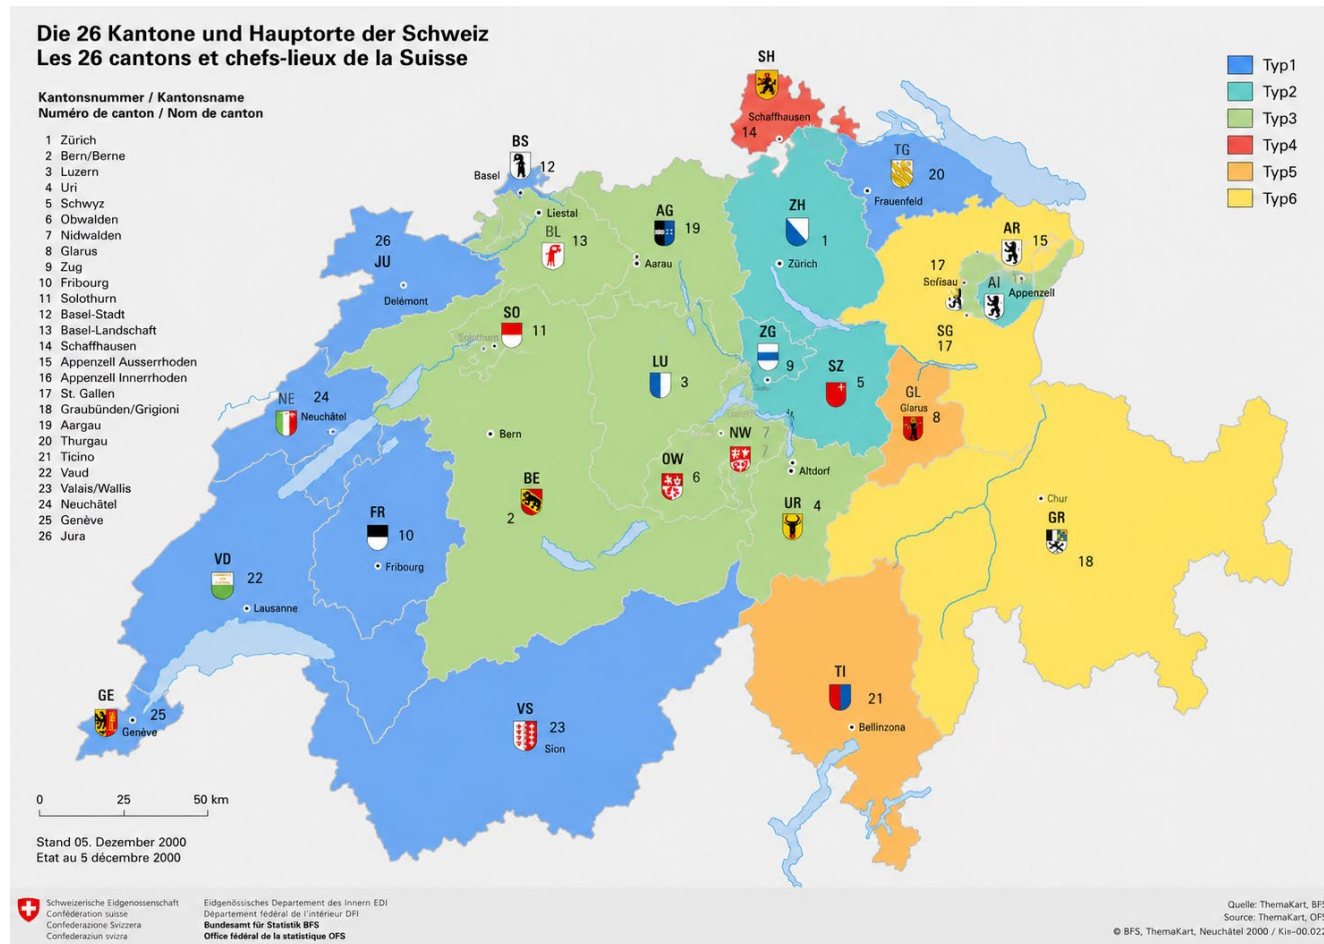 Die 26 Kantone und Hauptorte der Schweiz
Les 26 cantons et chefs-lieux de la Suisse
Kantonsnummer / Kantonsname
Numéro de canton / Nom de canton
1 Zürich
2 Bern/Berne
3 Luzern
4 Uri
5 Schwyz
6 Obwalden
7 Nidwalden
8 Glarus
9 Zug
10 Fribourg
11 Solothurn
12 Basel-Stadt
13 Basel-Landschaft
14 Schaffhausen
15 Appenzell Ausserrhoden
16 Appenzell Innerrhoden
17 St. Gallen
18 Graubünden/Grigioni
19 Aargau
20 Thurgau
21 Ticino
22 Vaud
23 Valais/Wallis
24 Neuchâtel
25 Genève
26 Jura
Typ1
Typ2
Typ3
Typ4
Typ5
Typ6
SH
Schaffhausen
14
BS
Basel
12
TG
20
Frauenfeld
Liestal
BL
13
AG
19
Aarau
ZH
1
Zürich
AR
15
17
AI
Appenzell
26
JU
Delémont
SO
11
Solothurn
SG
17
ZG
9
LU
3
SZ
5
GL
Glarus
8
NE
24
Neuchâtel
Bern
NW
7
7
OW
6
Altdorf
BE
2
UR
4
Chur
GR
18
FR
10
Fribourg
VD
22
Lausanne
GE
25
Genève
VS
23
Sion
TI
21
Bellinzona
0 25 50 km
Stand 05. Dezember 2000
Etat au 5 décembre 2000
Schweizerische Eidgenossenschaft
Confédération suisse
Confederazione Svizzera
Confederaziun svizra
Eidgenössisches Departement des Innern EDI
Département fédéral de l'intérieur DFI
Bundesamt für Statistik BFS
Office fédéral de la statistique OFS
Quelle: ThemaKart, BFS
Source: ThemaKart, OFS
© BFS, ThemaKart, Neuchâtel 2000 /